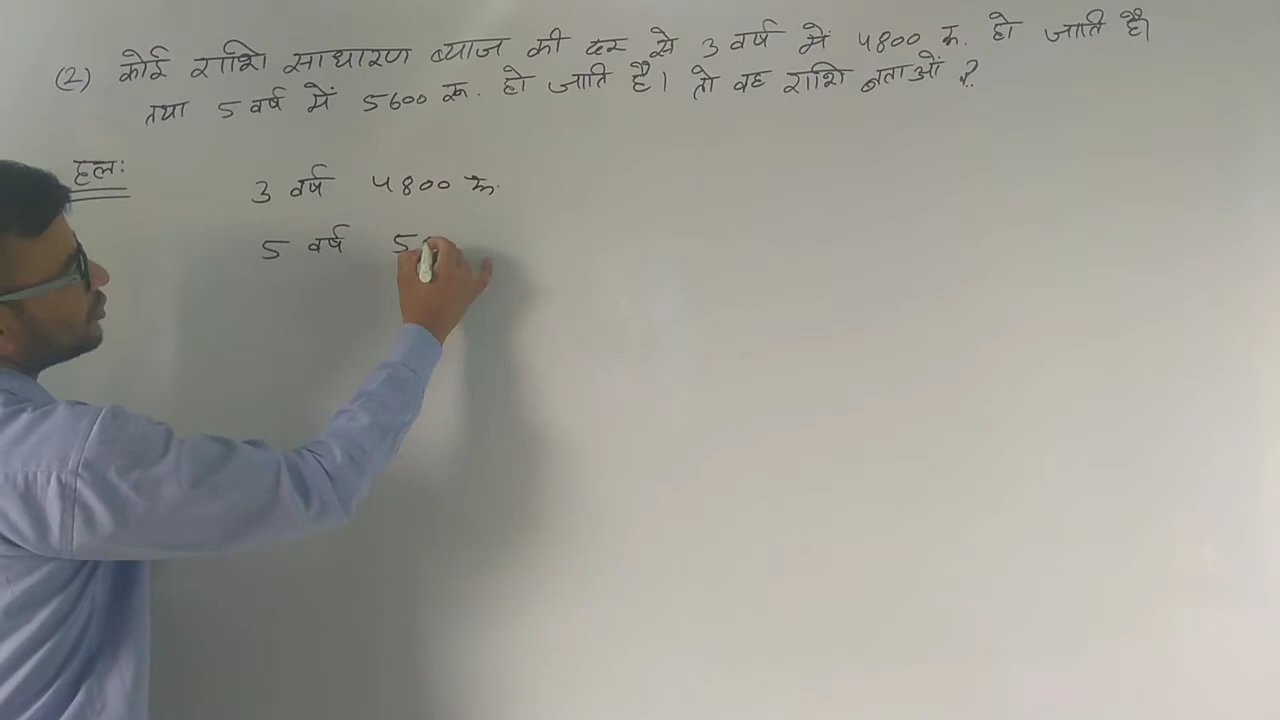 (2) कोई राशि साधारण ब्याज की दर से 3 वर्ष में 4800 रू. हो जाति है।
तथा 5 वर्ष में 5600 रू. हो जाति है। तो वह राशि बताओं ?
हल:
3 वर्ष 4800 रू.
5 वर्ष 5